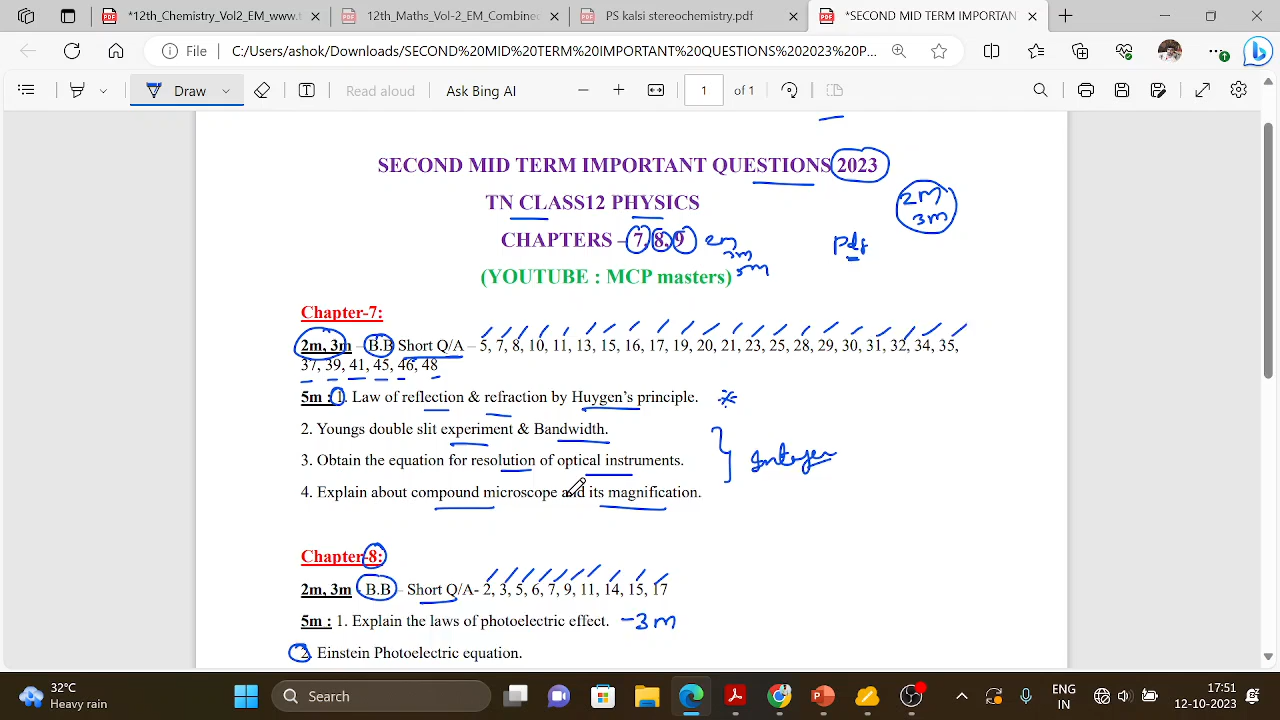 *12th_Chemistry_Vol2_EM_www.t
12th_Maths_Vol-2_EM_Combined
PS kalsi stereochemistry.pdf
*SECOND MID TERM IMPORTAN
File
C:/Users/ashok/Downloads/SECOND%20MID%20TERM%20IMPORTANT%20QUESTIONS%202023%20P...
Draw
Read aloud
Ask Bing AI
1 of 1
SECOND MID TERM IMPORTANT QUESTIONS 2023
2m
3m
TN CLASS12 PHYSICS
CHAPTERS – 7, 8, 9 2m
3m
5m
Pdf
(YOUTUBE : MCP masters)
Chapter-7:
2m, 3m – B.B Short Q/A – 5, 7, 8, 10, 11, 13, 15, 16, 17, 19, 20, 21, 23, 25, 28, 29, 30, 31, 32, 34, 35,
37, 39, 41, 45, 46, 48
5m : 1. Law of reflection & refraction by Huygen’s principle. *
2. Youngs double slit experiment & Bandwidth.
3. Obtain the equation for resolution of optical instruments.
4. Explain about compound microscope and its magnification.
Chapter-8:
2m, 3m - B.B – Short Q/A- 2, 3, 5, 6, 7, 9, 11, 14, 15, 17
5m : 1. Explain the laws of photoelectric effect. -3m
2. Einstein Photoelectric equation.
32°C
Heavy rain
Search
ENG
IN
17:51
12-10-2023